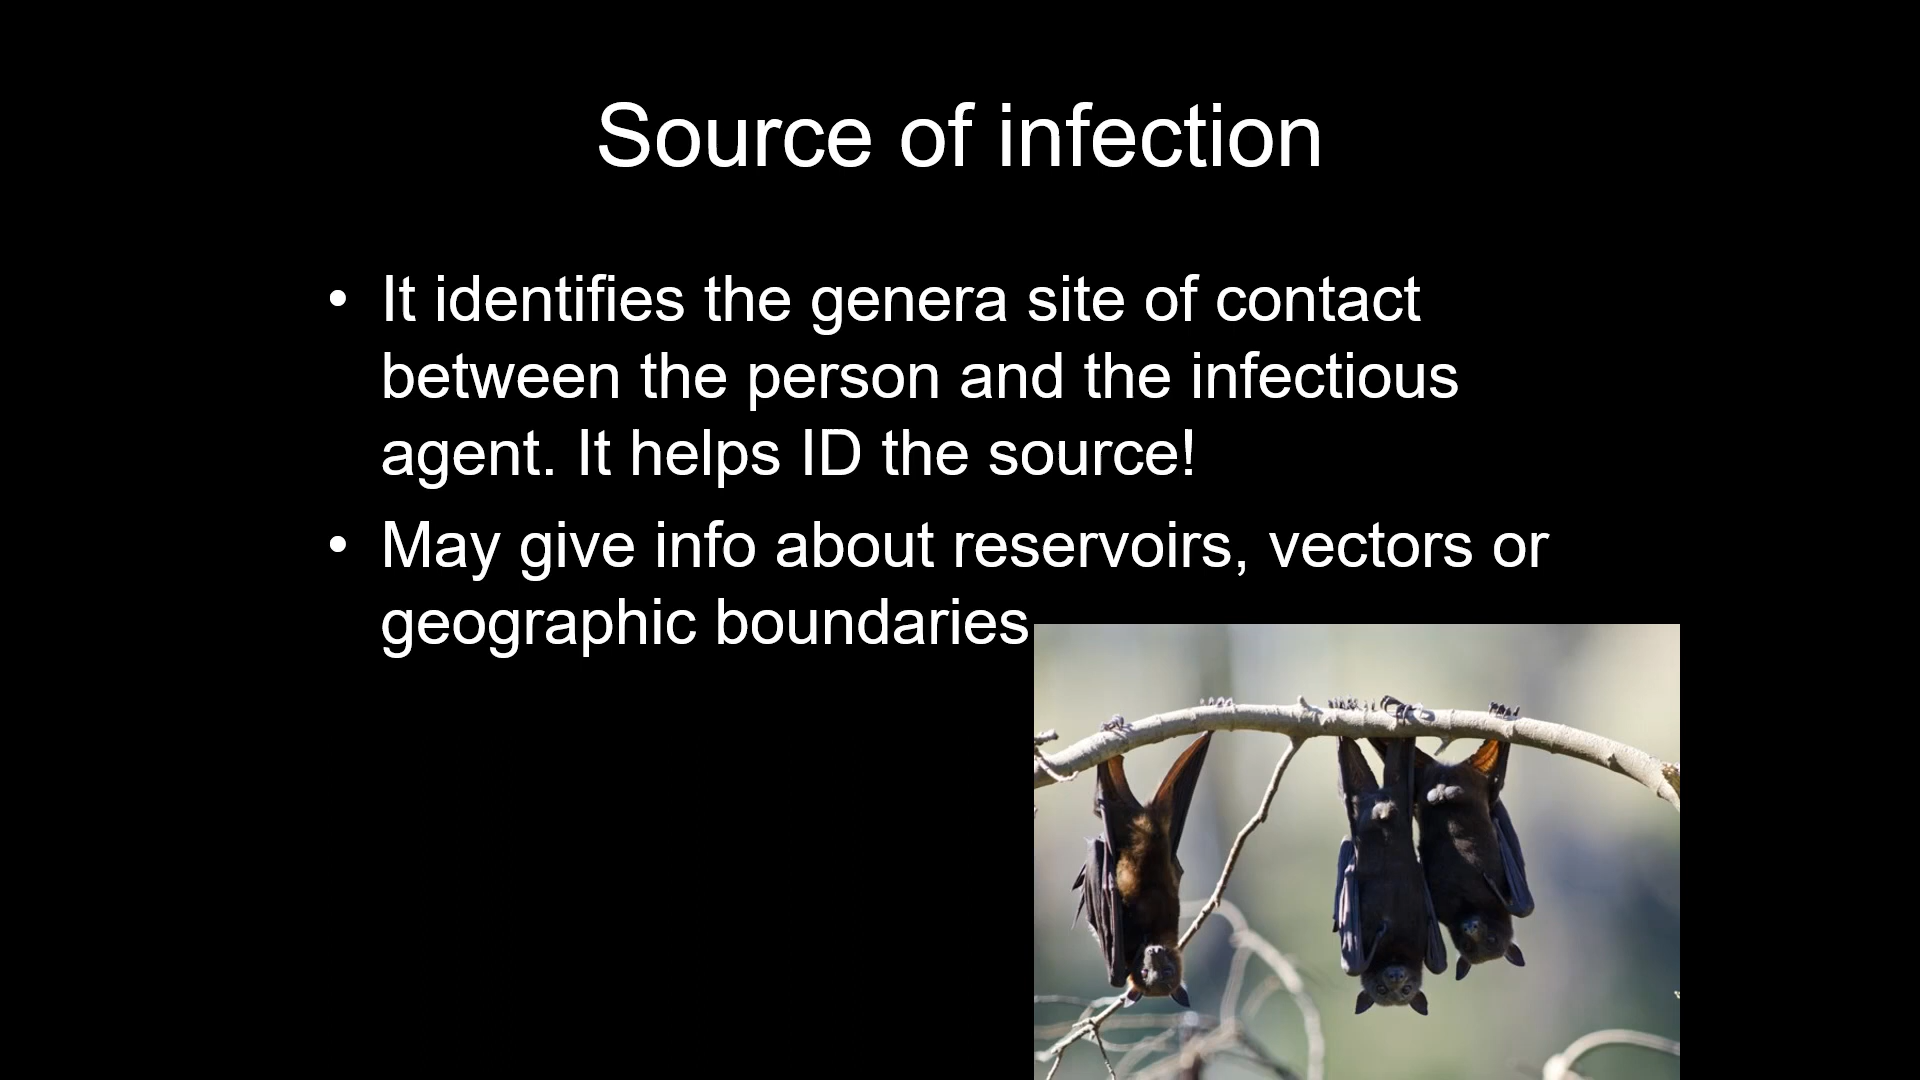 Source of infection
• It identifies the genera site of contact
between the person and the infectious
agent. It helps ID the source!
• May give info about reservoirs, vectors or
geographic boundaries